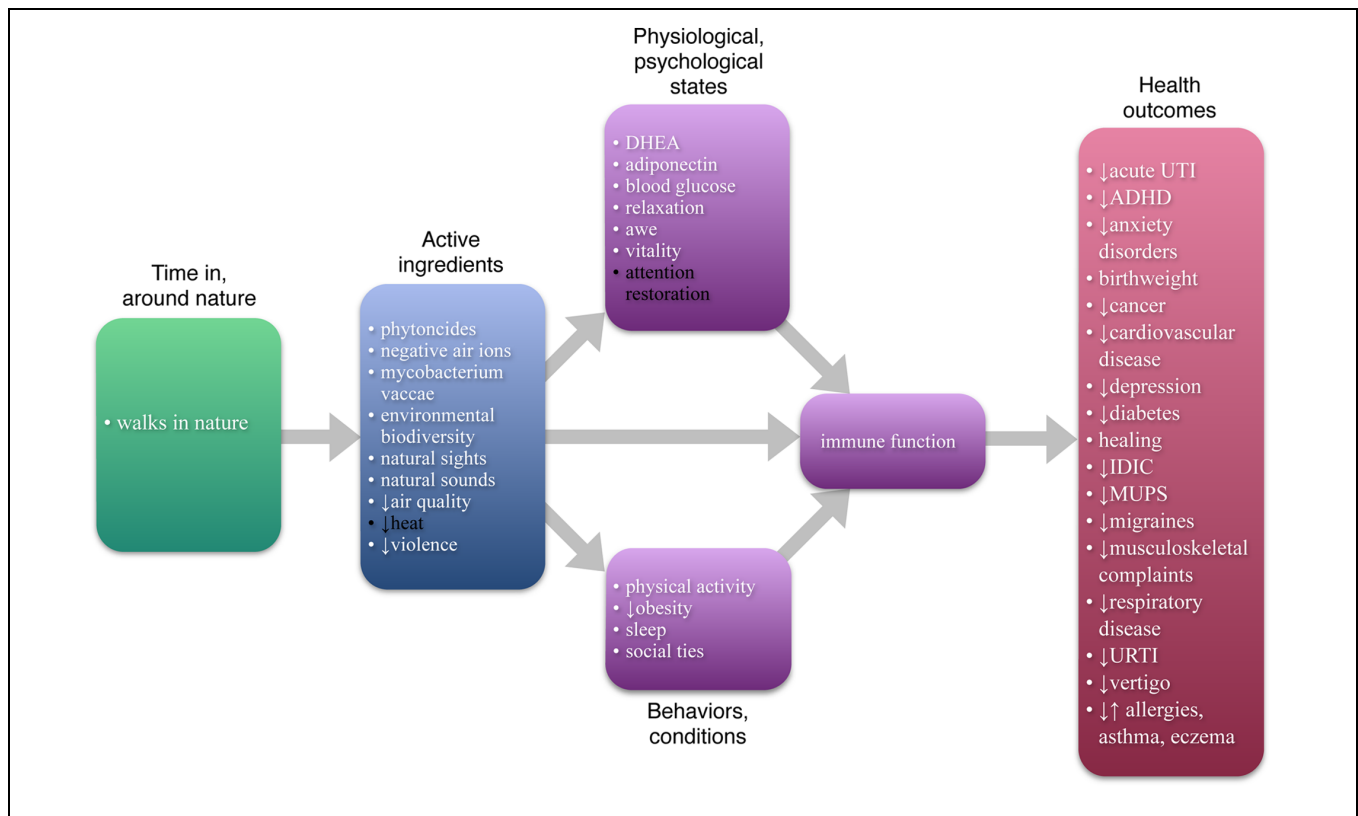 Time in,
around nature
• walks in nature
Active
ingredients
• phytoncides
• negative air ions
• mycobacterium
vaccae
• environmental
biodiversity
• natural sights
• natural sounds
• ↓air quality
• ↓heat
• ↓violence
Physiological,
psychological
states
• DHEA
• adiponectin
• blood glucose
• relaxation
• awe
• vitality
• attention
restoration
• physical activity
• ↓obesity
• sleep
• social ties
Behaviors,
conditions
immune function
Health
outcomes
• ↓acute UTI
• ↓ADHD
• ↓anxiety
disorders
• birthweight
• ↓cancer
• ↓cardiovascular
disease
• ↓depression
• ↓diabetes
• healing
• ↓IDIC
• ↓MUPS
• ↓migraines
• ↓musculoskeletal
complaints
• ↓respiratory
disease
• ↓URTI
• ↓vertigo
• ↓↑ allergies,
asthma, eczema